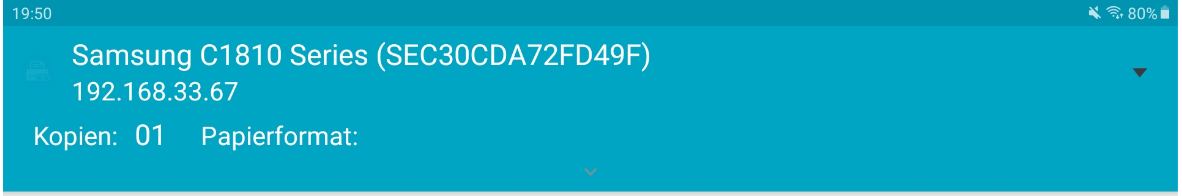 19:50 80%
Samsung C1810 Series (SEC30CDA72FD49F)
192.168.33.67
Kopien: 01 Papierformat: